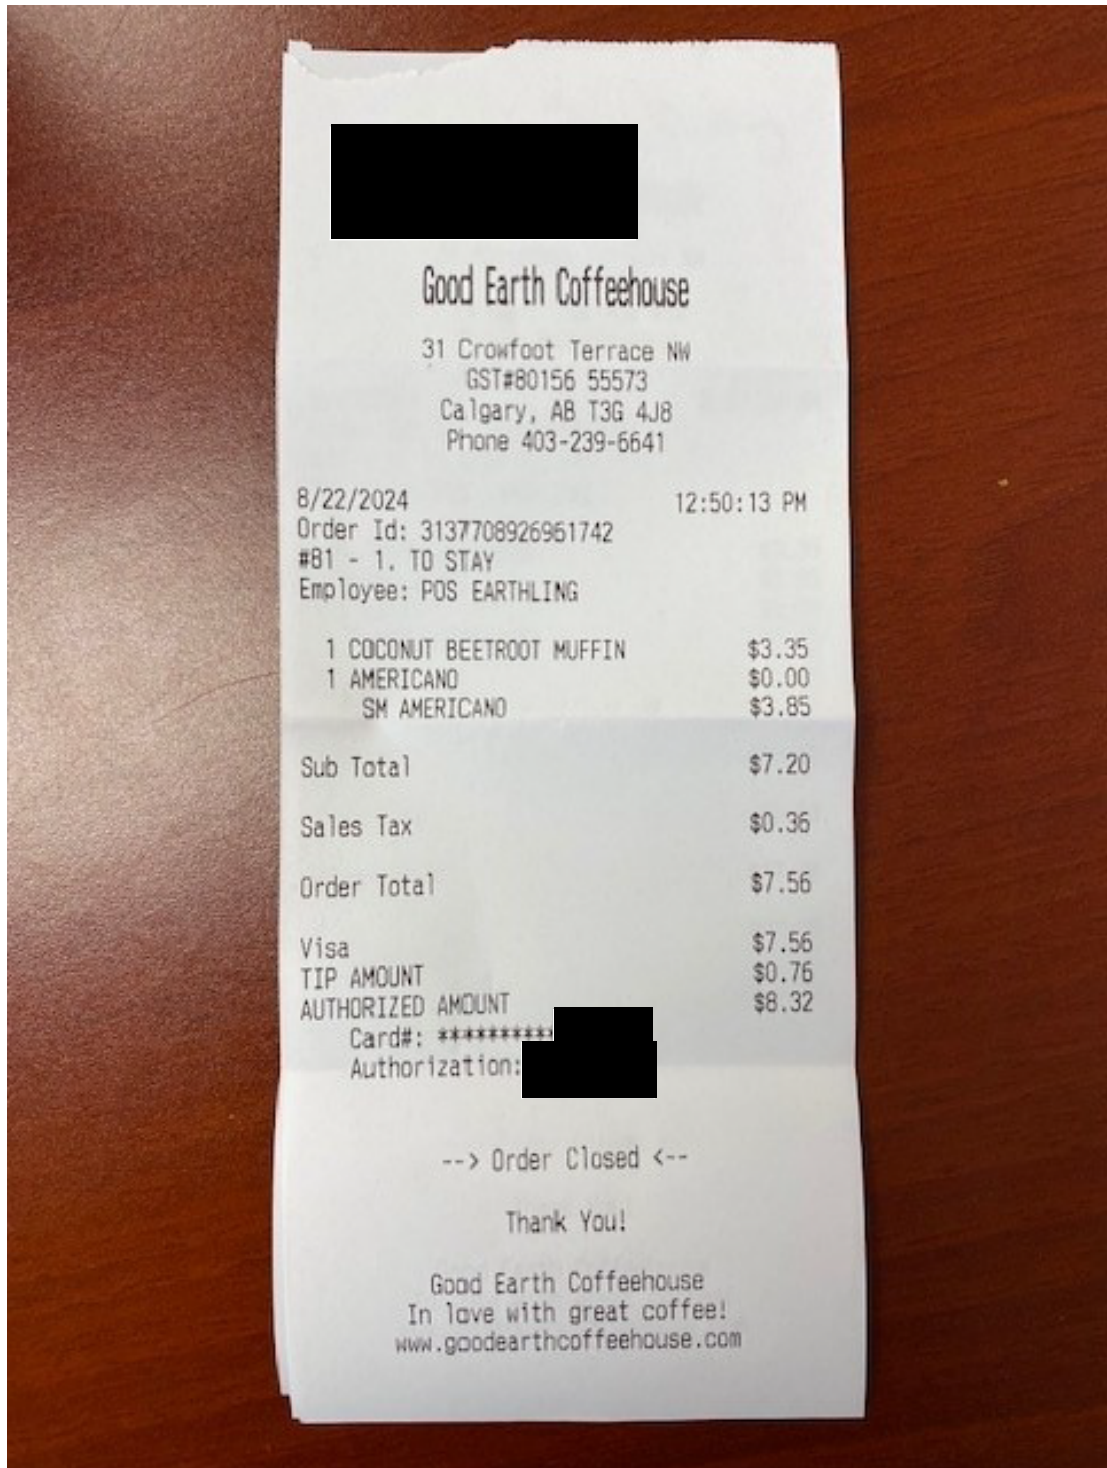 Good Earth Coffeehouse
31 Crowfoot Terrace NW
GST#80156 55573
Calgary, AB T3G 4J8
Phone 403-239-6641
8/22/2024 12:50:13 PM
Order Id: 3137708926961742
#81 - 1. TO STAY
Employee: POS EARTHLING
1 COCONUT BEETROOT MUFFIN $3.35
1 AMERICANO $0.00
SM AMERICANO $3.85
Sub Total $7.20
Sales Tax $0.36
Order Total $7.56
Visa $7.56
TIP AMOUNT $0.76
AUTHORIZED AMOUNT $8.32
Card#: **********
Authorization:
--> Order Closed <--
Thank You!
Good Earth Coffeehouse
In love with great coffee!
www.goodearthcoffeehouse.com